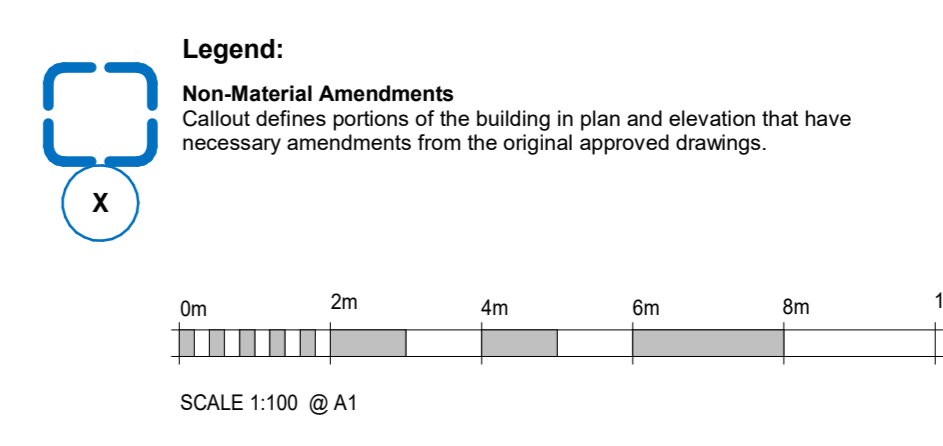 Legend:
Non-Material Amendments
Callout defines portions of the building in plan and elevation that have
necessary amendments from the original approved drawings.
X
0m 2m 4m 6m 8m 1
SCALE 1:100 @ A1